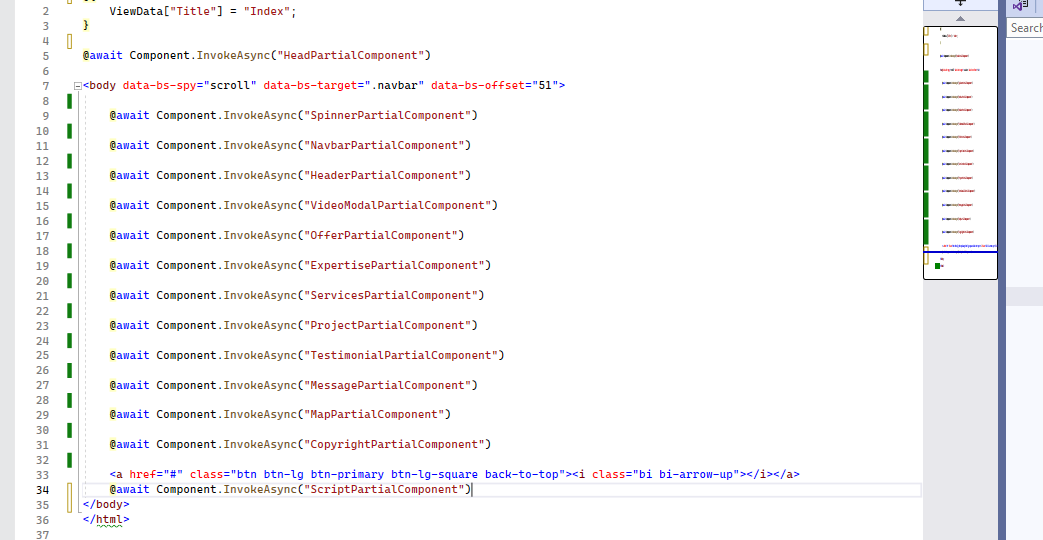 2 ViewData["Title"] = "Index";
3 }
4
5 @await Component.InvokeAsync("HeadPartialComponent")
6
7 <body data-bs-spy="scroll" data-bs-target=".navbar" data-bs-offset="51">
8
9 @await Component.InvokeAsync("SpinnerPartialComponent")
10
11 @await Component.InvokeAsync("NavbarPartialComponent")
12
13 @await Component.InvokeAsync("HeaderPartialComponent")
14
15 @await Component.InvokeAsync("VideoModalPartialComponent")
16
17 @await Component.InvokeAsync("OfferPartialComponent")
18
19 @await Component.InvokeAsync("ExpertisePartialComponent")
20
21 @await Component.InvokeAsync("ServicesPartialComponent")
22
23 @await Component.InvokeAsync("ProjectPartialComponent")
24
25 @await Component.InvokeAsync("TestimonialPartialComponent")
26
27 @await Component.InvokeAsync("MessagePartialComponent")
28
29 @await Component.InvokeAsync("MapPartialComponent")
30
31 @await Component.InvokeAsync("CopyrightPartialComponent")
32
33 <a href="#" class="btn btn-lg btn-primary btn-lg-square back-to-top"><i class="bi bi-arrow-up"></i></a>
34 @await Component.InvokeAsync("ScriptPartialComponent")
35 </body>
36 </html>
37
Search